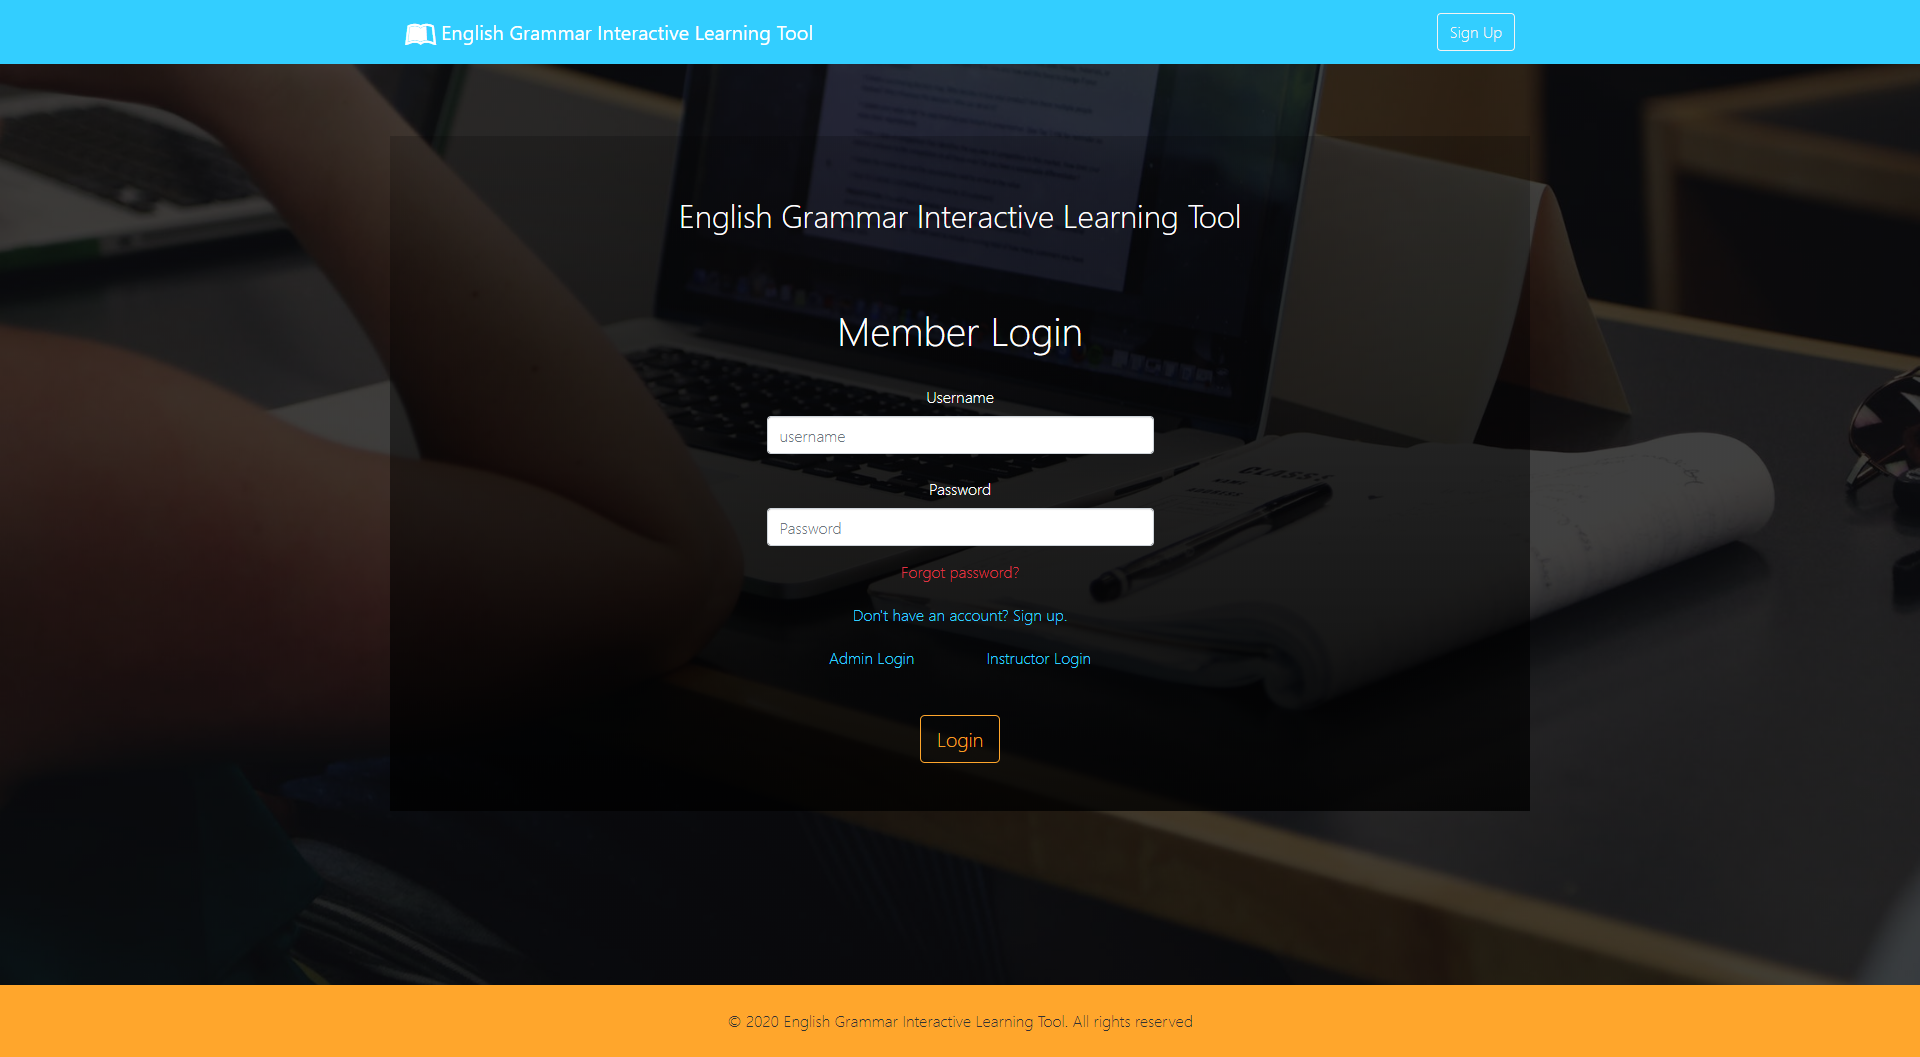 English Grammar Interactive Learning Tool
Sign Up
English Grammar Interactive Learning Tool
Member Login
Username
username
Password
Password
Forgot password?
Don't have an account? Sign up.
Admin Login Instructor Login
Login
CLASS:
© 2020 English Grammar Interactive Learning Tool. All rights reserved